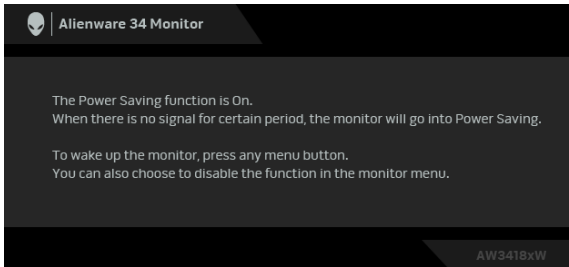 Alienware 34 Monitor
The Power Saving function is On.
When there is no signal for certain period, the monitor will go into Power Saving.
To wake up the monitor, press any menu button.
You can also choose to disable the function in the monitor menu.
AW3418xW